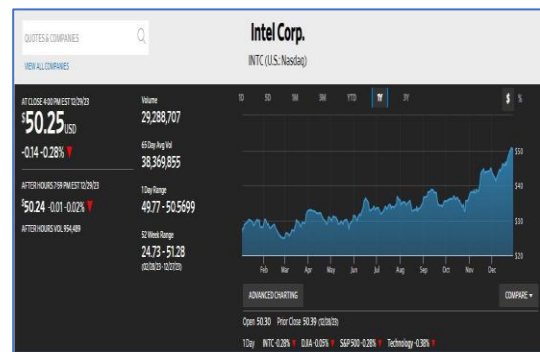 QUOTES & COMPANIES
VIEW ALL COMPANIES
Intel Corp.
INTC (U.S.: Nasdaq)
AT CLOSE 4:00 PM EST 12/29/23
$50.25 USD
-0.14 -0.28%
AFTER HOURS 7:59 PM EST 12/29/23
$50.24 -0.01 -0.02%
AFTER HOURS VOL 954,489
Volume
29,288,707
65 Day Avg Vol
38,369,855
1 Day Range
49.77 - 50.5699
52 Week Range
24.73 - 51.28
(02/28/23 - 12/27/23)
1D 5D 1M 3M YTD 1Y 3Y $ %
$50
$40
$30
$20
Feb Mar Apr May Jun Jul Aug Sep Oct Nov Dec
ADVANCED CHARTING COMPARE
Open 50.30 Prior Close 50.39 (12/28/23)
1 Day INTC -0.28% DJIA -0.05% S&P 500 -0.28% Technology -0.38%